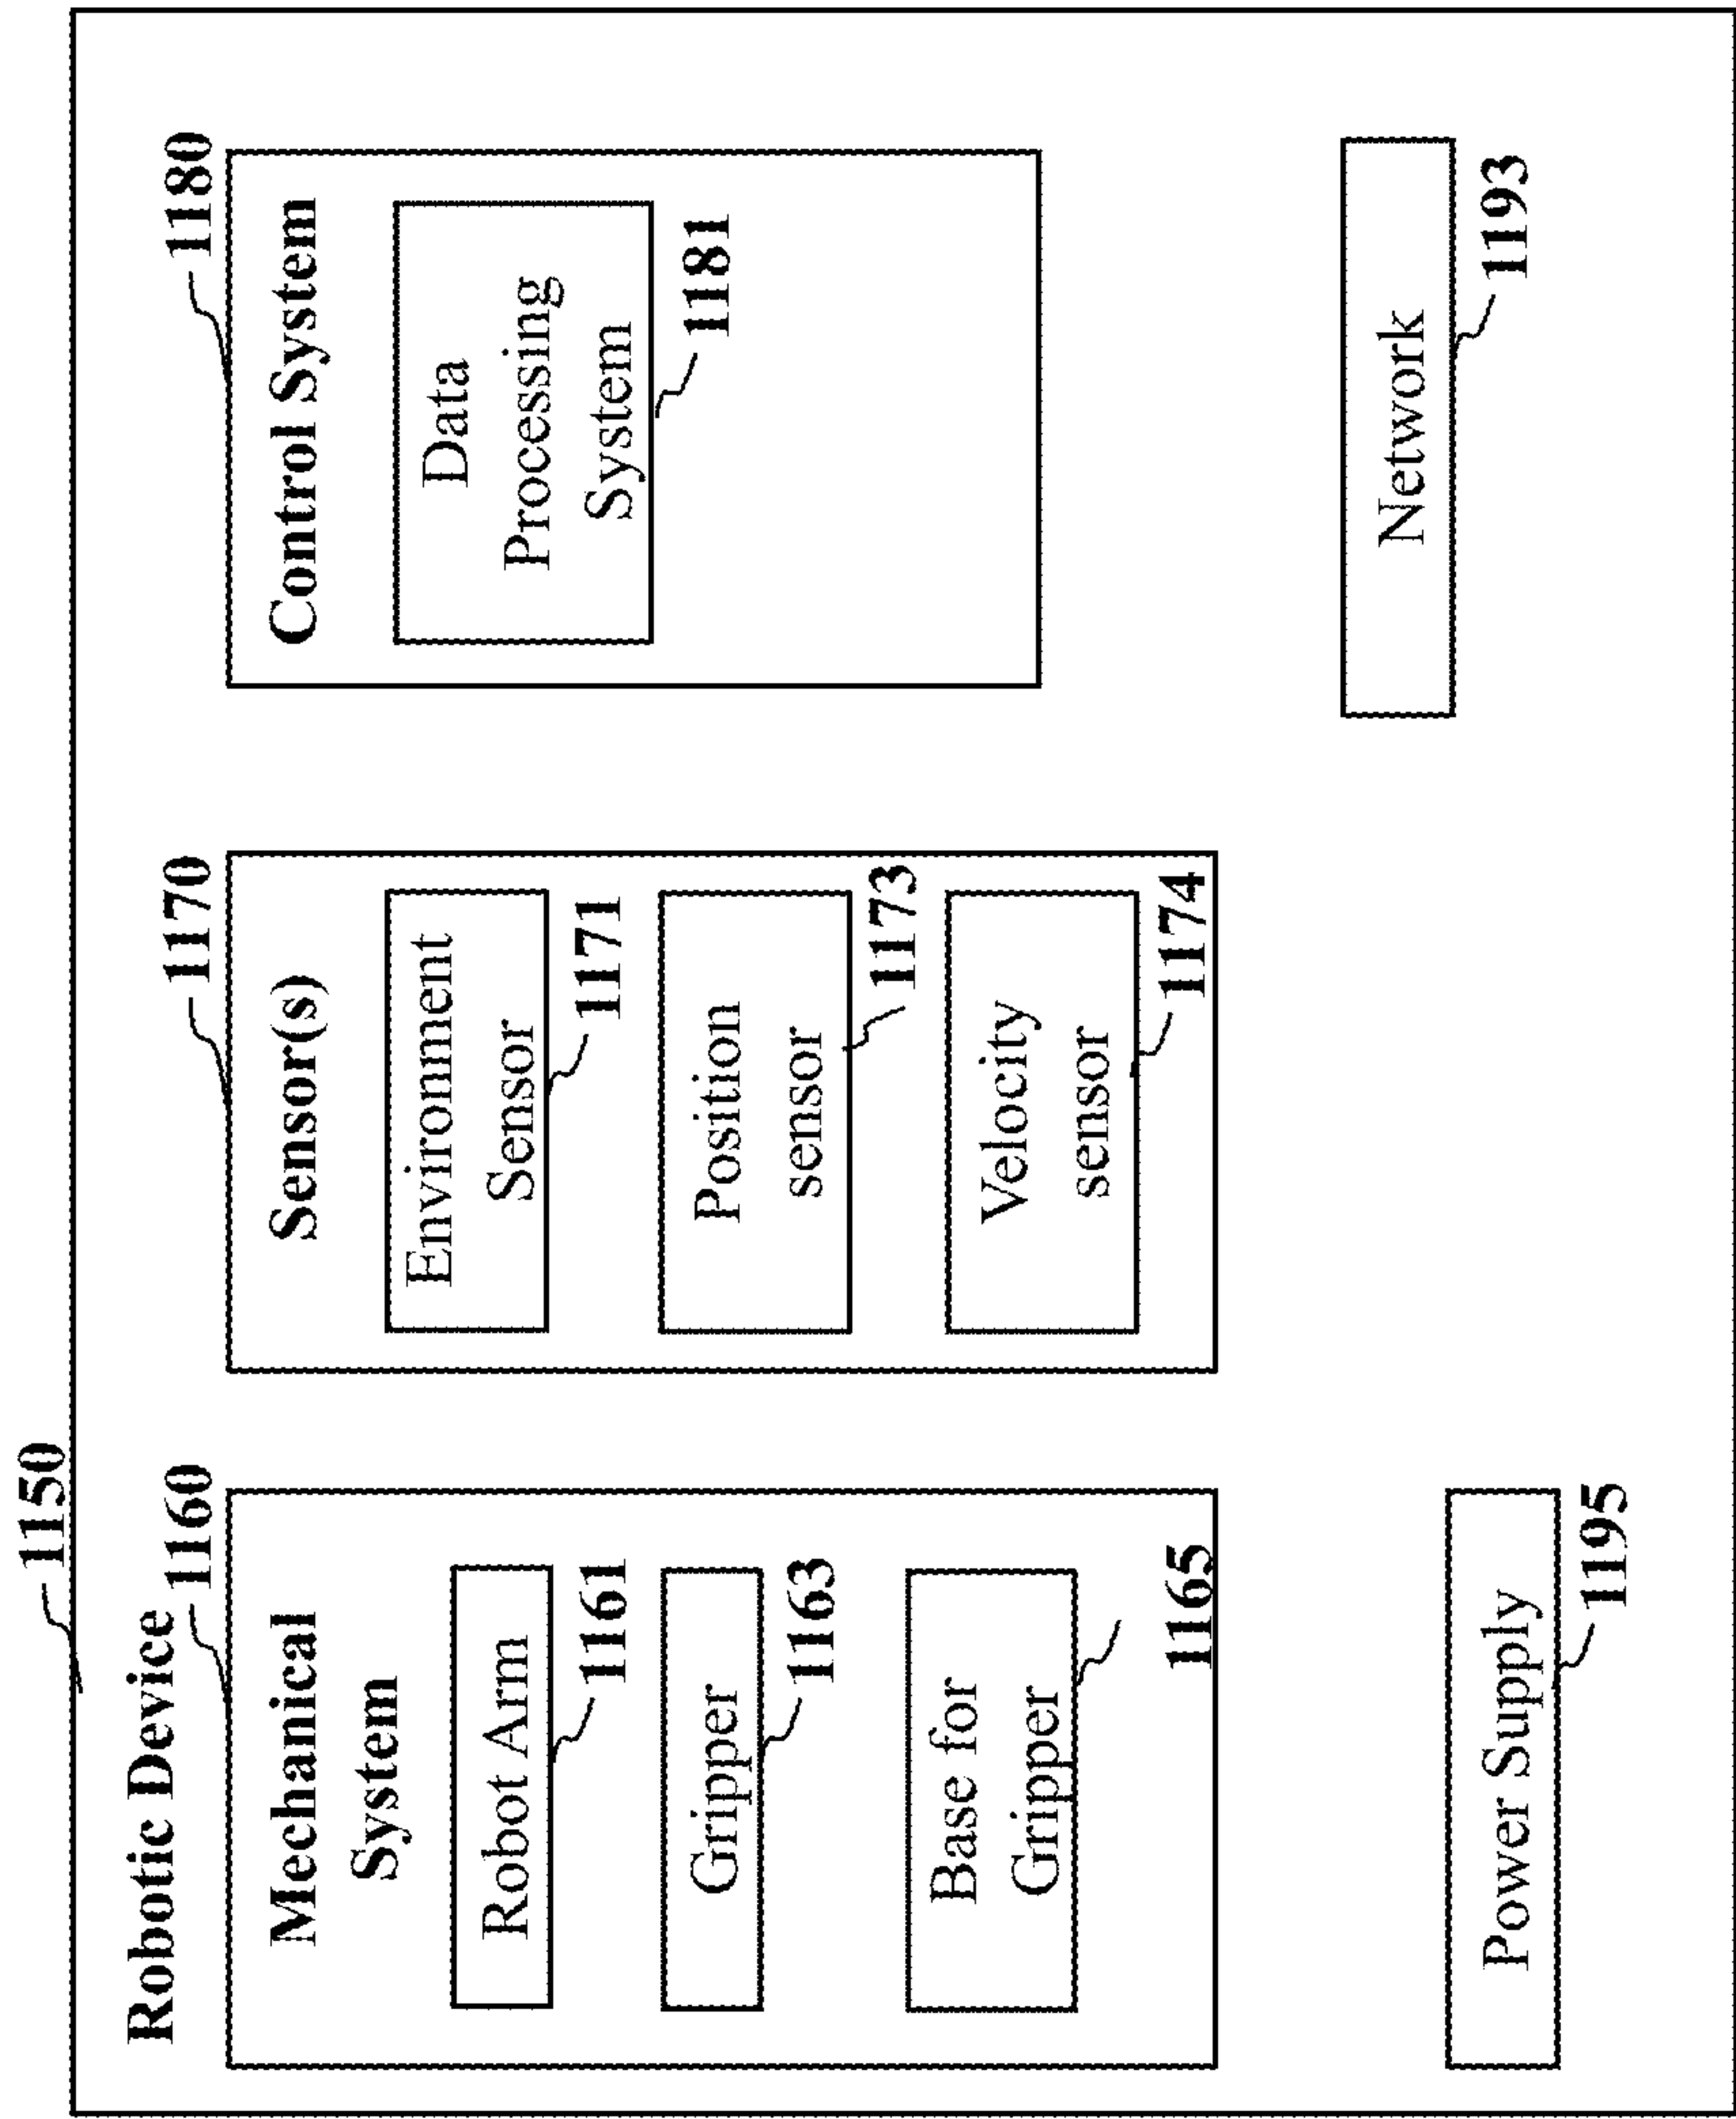 1150
Robotic Device
1160
Mechanical
System
Robot Arm
1161
Gripper
1163
Base for
Gripper
1165
1170
Sensor(s)
Environment
Sensor
1171
Position
sensor
1173
Velocity
sensor
1174
1180
Control System
Data
Processing
System
1181
Power Supply
1195
Network
1193